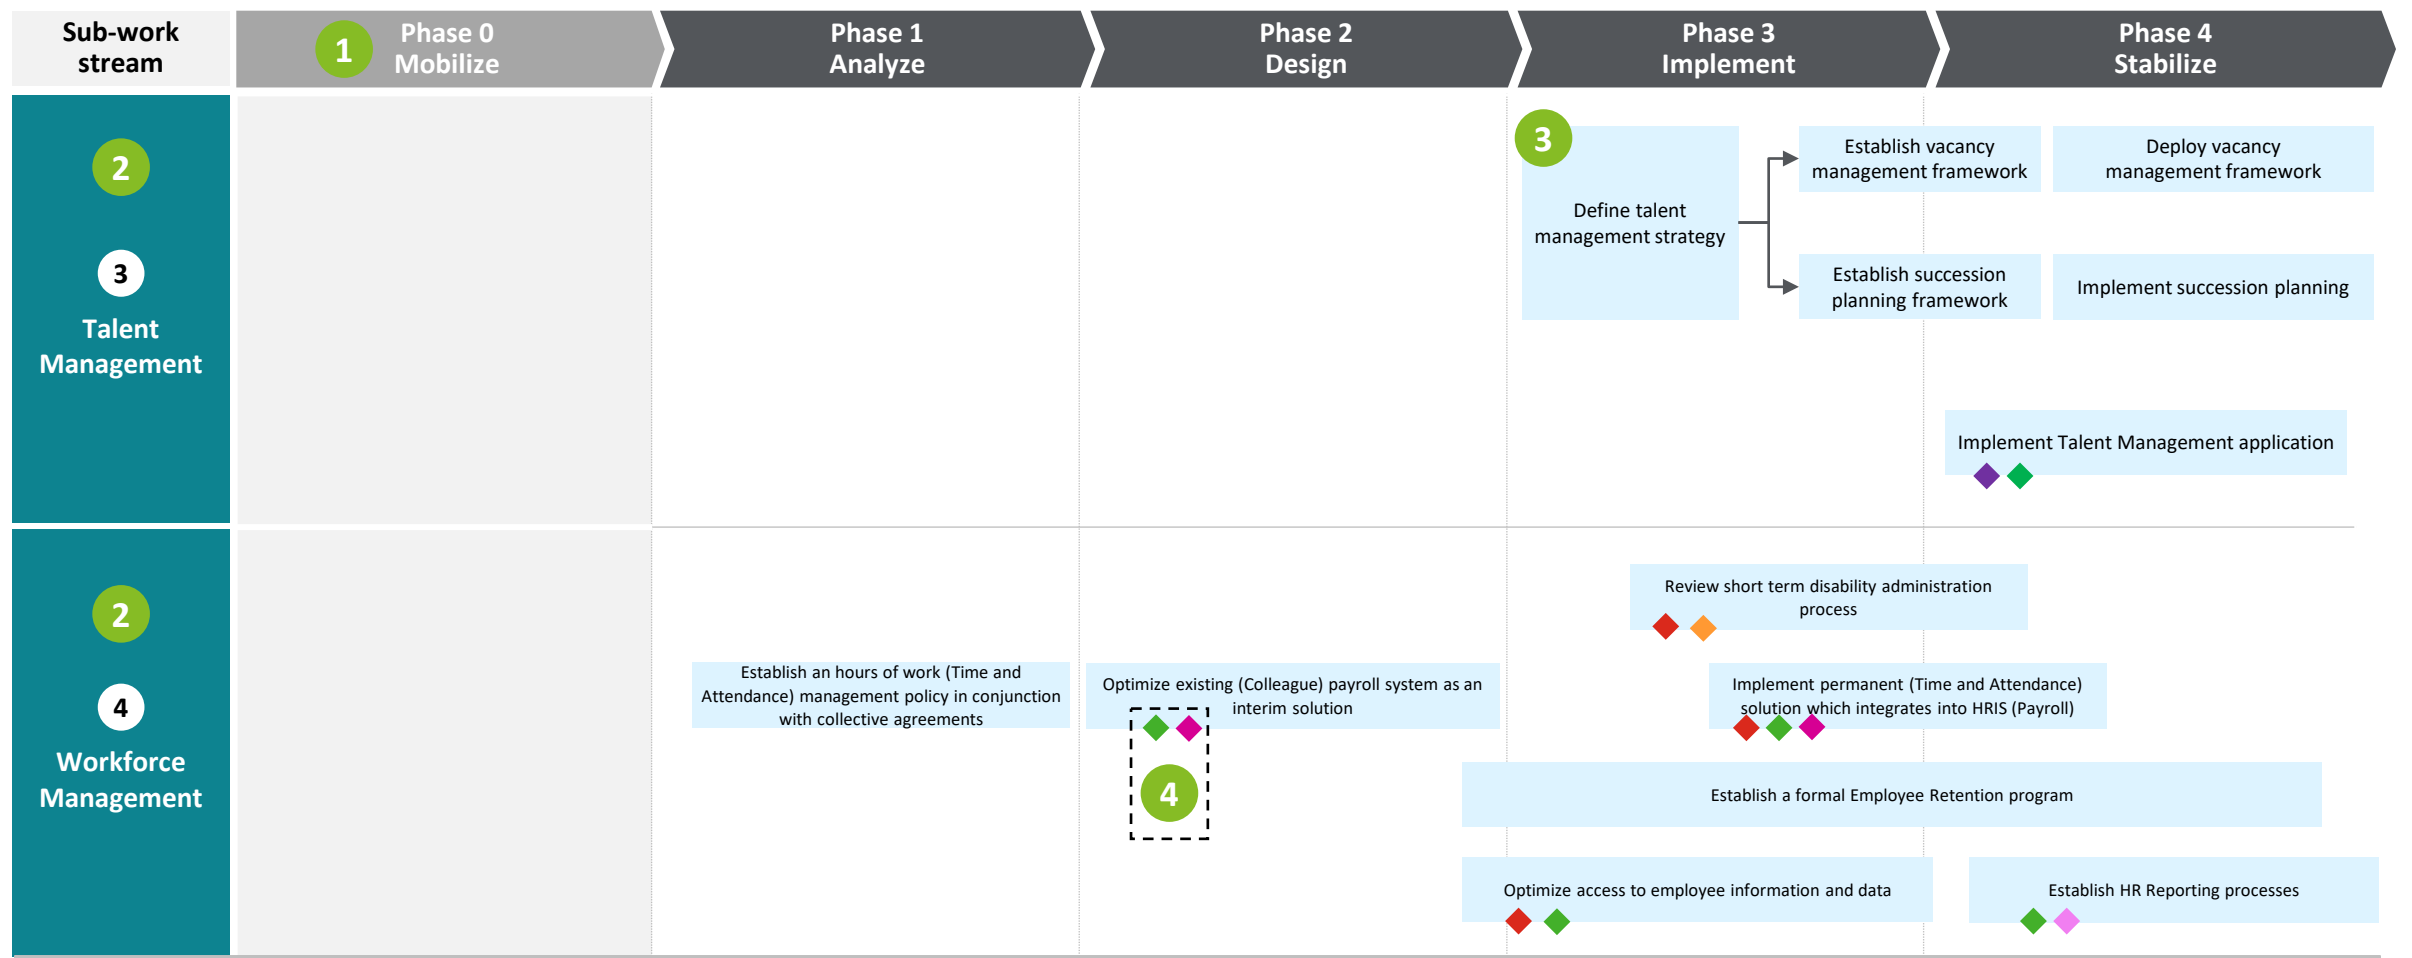 Sub-work
stream
1
Phase 0
Mobilize
Phase 1
Analyze
Phase 2
Design
Phase 3
Implement
Phase 4
Stabilize
2
3
Talent
Management
3
Define talent
management strategy
Establish vacancy
management framework
Deploy vacancy
management framework
Establish succession
planning framework
Implement succession planning
Implement Talent Management application
2
4
Workforce
Management
Review short term disability administration
process
Establish an hours of work (Time and
Attendance) management policy in conjunction
with collective agreements
Optimize existing (Colleague) payroll system as an
interim solution
4
Implement permanent (Time and Attendance)
solution which integrates into HRIS (Payroll)
Establish a formal Employee Retention program
Optimize access to employee information and data
Establish HR Reporting processes